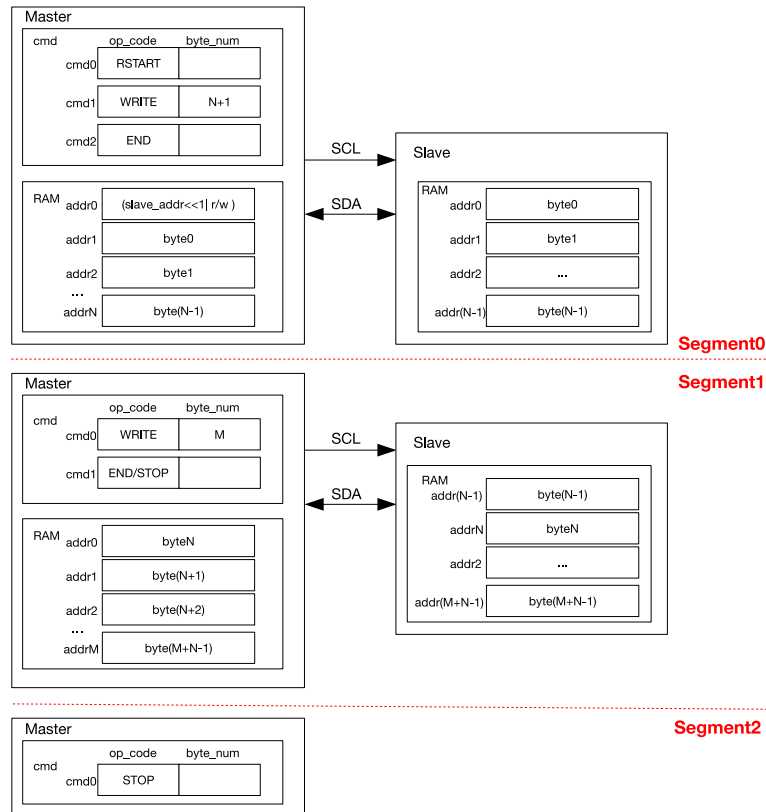 Master
cmd op_code byte_num
cmd0 RSTART
cmd1 WRITE N+1
cmd2 END
RAM addr0 (slave_addr<<1| r/w )
addr1 byte0
addr2 byte1
...
addrN byte(N-1)
SCL
SDA
Slave
RAM
addr0 byte0
addr1 byte1
addr2 ...
addr(N-1) byte(N-1)
Segment0
Segment1
Master
op_code byte_num
cmd
cmd0 WRITE M
cmd1 END/STOP
RAM addr0 byteN
addr1 byte(N+1)
addr2 byte(N+2)
...
addrM byte(M+N-1)
SCL
SDA
Slave
RAM
addr(N-1) byte(N-1)
addrN byteN
addr2 ...
addr(M+N-1) byte(M+N-1)
Segment2
Master
op_code byte_num
cmd
cmd0 STOP